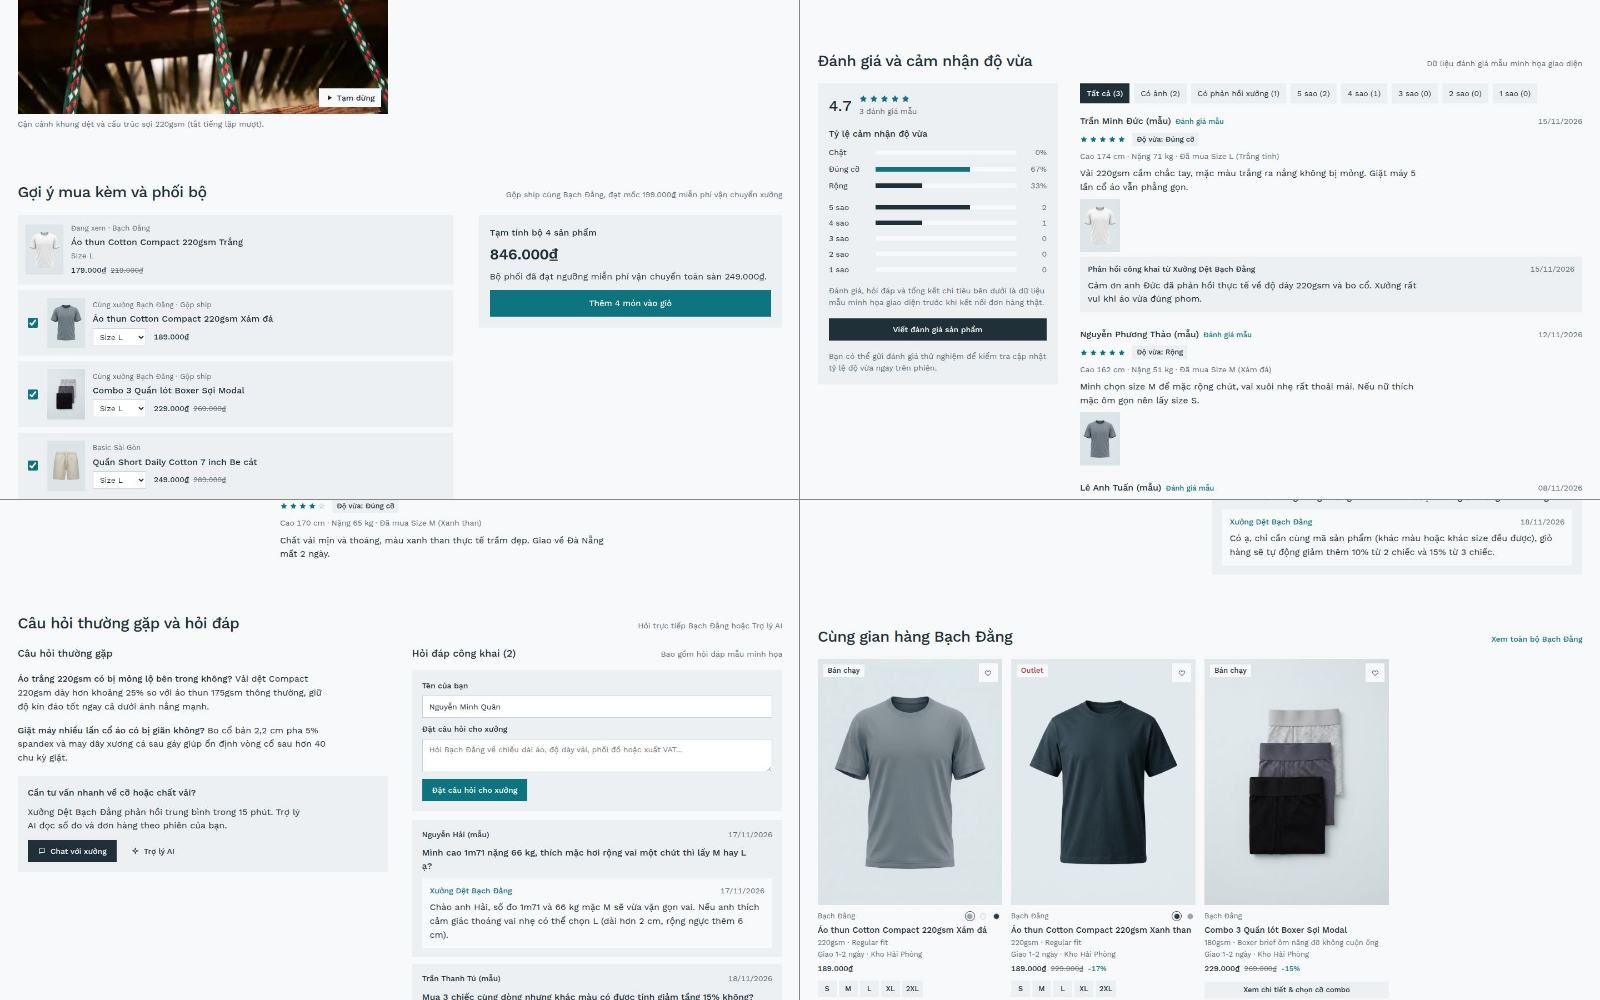 Tạm dừng
Cận cảnh khung dệt và cấu trúc sợi 220gsm (tắt tiếng lặp mượt).
Gợi ý mua kèm và phối bộ
Gộp ship cùng Bạch Đằng, đạt mốc 199.000₫ miễn phí vận chuyển xưởng
Đang xem · Bạch Đằng
Áo thun Cotton Compact 220gsm Trắng
Size L
179.000₫ 219.000₫
Cùng xưởng Bạch Đằng · Gộp ship
Áo thun Cotton Compact 220gsm Xám đá
Size L 189.000₫
Cùng xưởng Bạch Đằng · Gộp ship
Combo 3 Quần lót Boxer Sợi Modal
Size L 229.000₫ 269.000₫
Basic Sài Gòn
Quần Short Daily Cotton 7 inch Be cát
Size L 249.000₫ 289.000₫
Tạm tính bộ 4 sản phẩm
846.000₫
Bộ phối đã đạt ngưỡng miễn phí vận chuyển toàn sàn 249.000₫.
Thêm 4 món vào giỏ
Đánh giá và cảm nhận độ vừa
Dữ liệu đánh giá mẫu minh họa giao diện
4.7
3 đánh giá mẫu
Tỷ lệ cảm nhận độ vừa
Chật 0%
Đúng cỡ 67%
Rộng 33%
5 sao 2
4 sao 1
3 sao 0
2 sao 0
1 sao 0
Đánh giá, hỏi đáp và tổng kết chi tiêu bên dưới là dữ liệu
mẫu minh họa giao diện trước khi kết nối đơn hàng thật.
Viết đánh giá sản phẩm
Bạn có thể gửi đánh giá thử nghiệm để kiểm tra cập nhật
tỷ lệ độ vừa ngay trên phiên.
Tất cả (3) Có ảnh (2) Có phản hồi xưởng (1) 5 sao (2) 4 sao (1) 3 sao (0) 2 sao (0) 1 sao (0)
Trần Minh Đức (mẫu) Đánh giá mẫu 15/11/2026
Độ vừa: Đúng cỡ
Cao 174 cm · Nặng 71 kg · Đã mua Size L (Trắng tinh)
Vải 220gsm cầm chắc tay, mặc màu trắng ra nắng không bị mỏng. Giặt máy 5
lần cổ áo vẫn phẳng gọn.
Phản hồi công khai từ Xưởng Dệt Bạch Đằng 15/11/2026
Cảm ơn anh Đức đã phản hồi thực tế về độ dày 220gsm và bo cổ. Xưởng rất
vui khi áo vừa đúng phom.
Nguyễn Phương Thảo (mẫu) Đánh giá mẫu 12/11/2026
Độ vừa: Rộng
Cao 162 cm · Nặng 51 kg · Đã mua Size M (Xám đá)
Mình chọn size M để mặc rộng chút, vai xuôi nhẹ rất thoải mái. Nếu nữ thích
mặc ôm gọn nên lấy size S.
Lê Anh Tuấn (mẫu) Đánh giá mẫu 08/11/2026
Độ vừa: Đúng cỡ
Cao 170 cm · Nặng 65 kg · Đã mua Size M (Xanh than)
Chất vải mịn và thoáng, màu xanh than thực tế trầm đẹp. Giao về Đà Nẵng
mất 2 ngày.
Câu hỏi thường gặp và hỏi đáp
Hỏi trực tiếp Bạch Đằng hoặc Trợ lý AI
Câu hỏi thường gặp
Áo trắng 220gsm có bị mỏng lộ bên trong không? Vải dệt Compact
220gsm dày hơn khoảng 25% so với áo thun 175gsm thông thường, giữ
độ kín đáo tốt ngay cả dưới ánh nắng mạnh.
Giặt máy nhiều lần cổ áo có bị giãn không? Bo cổ bản 2,2 cm pha 5%
spandex và may dây xương cá sau gáy giúp ổn định vòng cổ sau hơn 40
chu kỳ giặt.
Cần tư vấn nhanh về cỡ hoặc chất vải?
Xưởng Dệt Bạch Đằng phản hồi trung bình trong 15 phút. Trợ lý
AI đọc số đo và đơn hàng theo phiên của bạn.
Chat với xưởng Trợ lý AI
Hỏi đáp công khai (2)
Bao gồm hỏi đáp mẫu minh họa
Tên của bạn
Nguyễn Minh Quân
Đặt câu hỏi cho xưởng
Hỏi Bạch Đằng về chiều dài áo, độ dày vải, phối đồ hoặc xuất VAT...
Đặt câu hỏi cho xưởng
Nguyễn Hải (mẫu) 17/11/2026
Mình cao 1m71 nặng 66 kg, thích mặc hơi rộng vai một chút thì lấy M hay L
ạ?
Xưởng Dệt Bạch Đằng 17/11/2026
Chào anh Hải, số đo 1m71 và 66 kg mặc M sẽ vừa vặn gọn vai. Nếu anh thích
cảm giác thoáng vai nhẹ có thể chọn L (dài hơn 2 cm, rộng ngực thêm 6
cm).
Trần Thanh Tú (mẫu) 18/11/2026
Mua 3 chiếc cùng dòng nhưng khác màu có được tính giảm tầng 15% không?
Xưởng Dệt Bạch Đằng 18/11/2026
Có ạ, chỉ cần cùng mã sản phẩm (khác màu hoặc khác size đều được), giỏ
hàng sẽ tự động giảm thêm 10% từ 2 chiếc và 15% từ 3 chiếc.
Cùng gian hàng Bạch Đằng
Xem toàn bộ Bạch Đằng
Bán chạy
Bạch Đằng
Áo thun Cotton Compact 220gsm Xám đá
220gsm · Regular fit
Giao 1-2 ngày · Kho Hải Phòng
189.000₫
S M L XL 2XL
Outlet
Bạch Đằng
Áo thun Cotton Compact 220gsm Xanh than
220gsm · Regular fit
Giao 1-2 ngày · Kho Hải Phòng
189.000₫ 229.000₫ -17%
S M L XL 2XL
Bán chạy
Bạch Đằng
Combo 3 Quần lót Boxer Sợi Modal
180gsm · Boxer brief ôm nâng đỡ không cuộn ống
Giao 1-2 ngày · Kho Hải Phòng
229.000₫ 269.000₫ -15%
Xem chi tiết & chọn cỡ combo